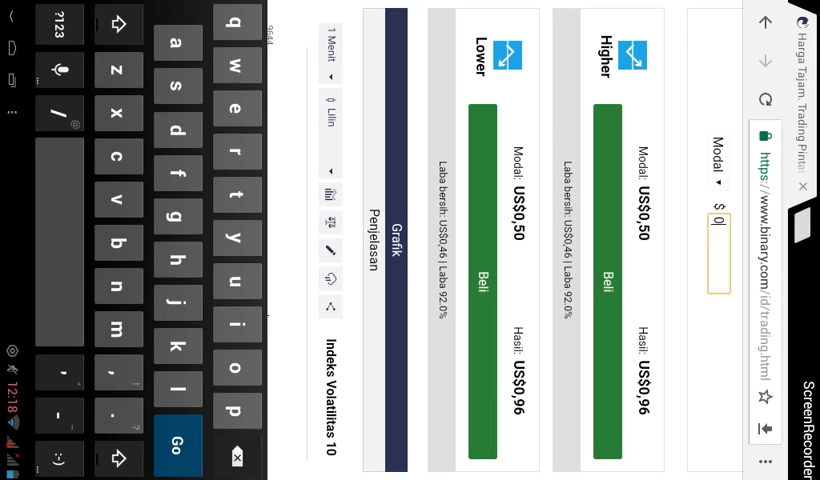 ScreenRecorder
Harga Tajam. Trading Pintar
https://www.binary.com/id/trading.html
Modal $ 0
Modal: US$0,50 Hasil: US$0,96
Higher Beli
Laba bersih: US$0,46 | Laba 92.0%
Modal: US$0,50 Hasil: US$0,96
Lower Beli
Laba bersih: US$0,46 | Laba 92.0%
Grafik
Penjelasan
1 Menit Lilin Indeks Volatilitas 10
9644
q w e r t y u i o p
a s d f g h j k l Go
z x c v b n m , ! . ?
?123 / @ ' " - _ :-)
12:18